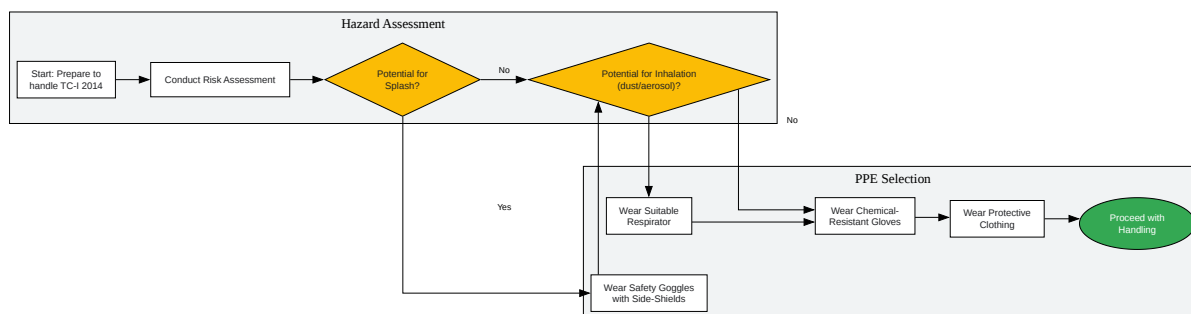 Hazard Assessment
Start: Prepare to
handle TC-I 2014
Conduct Risk Assessment
Potential for
Splash?
No
Potential for Inhalation
(dust/aerosol)?
No
Yes
PPE Selection
Wear Suitable
Respirator
Wear Chemical-
Resistant Gloves
Wear Protective
Clothing
Proceed with
Handling
Wear Safety Goggles
with Side-Shields